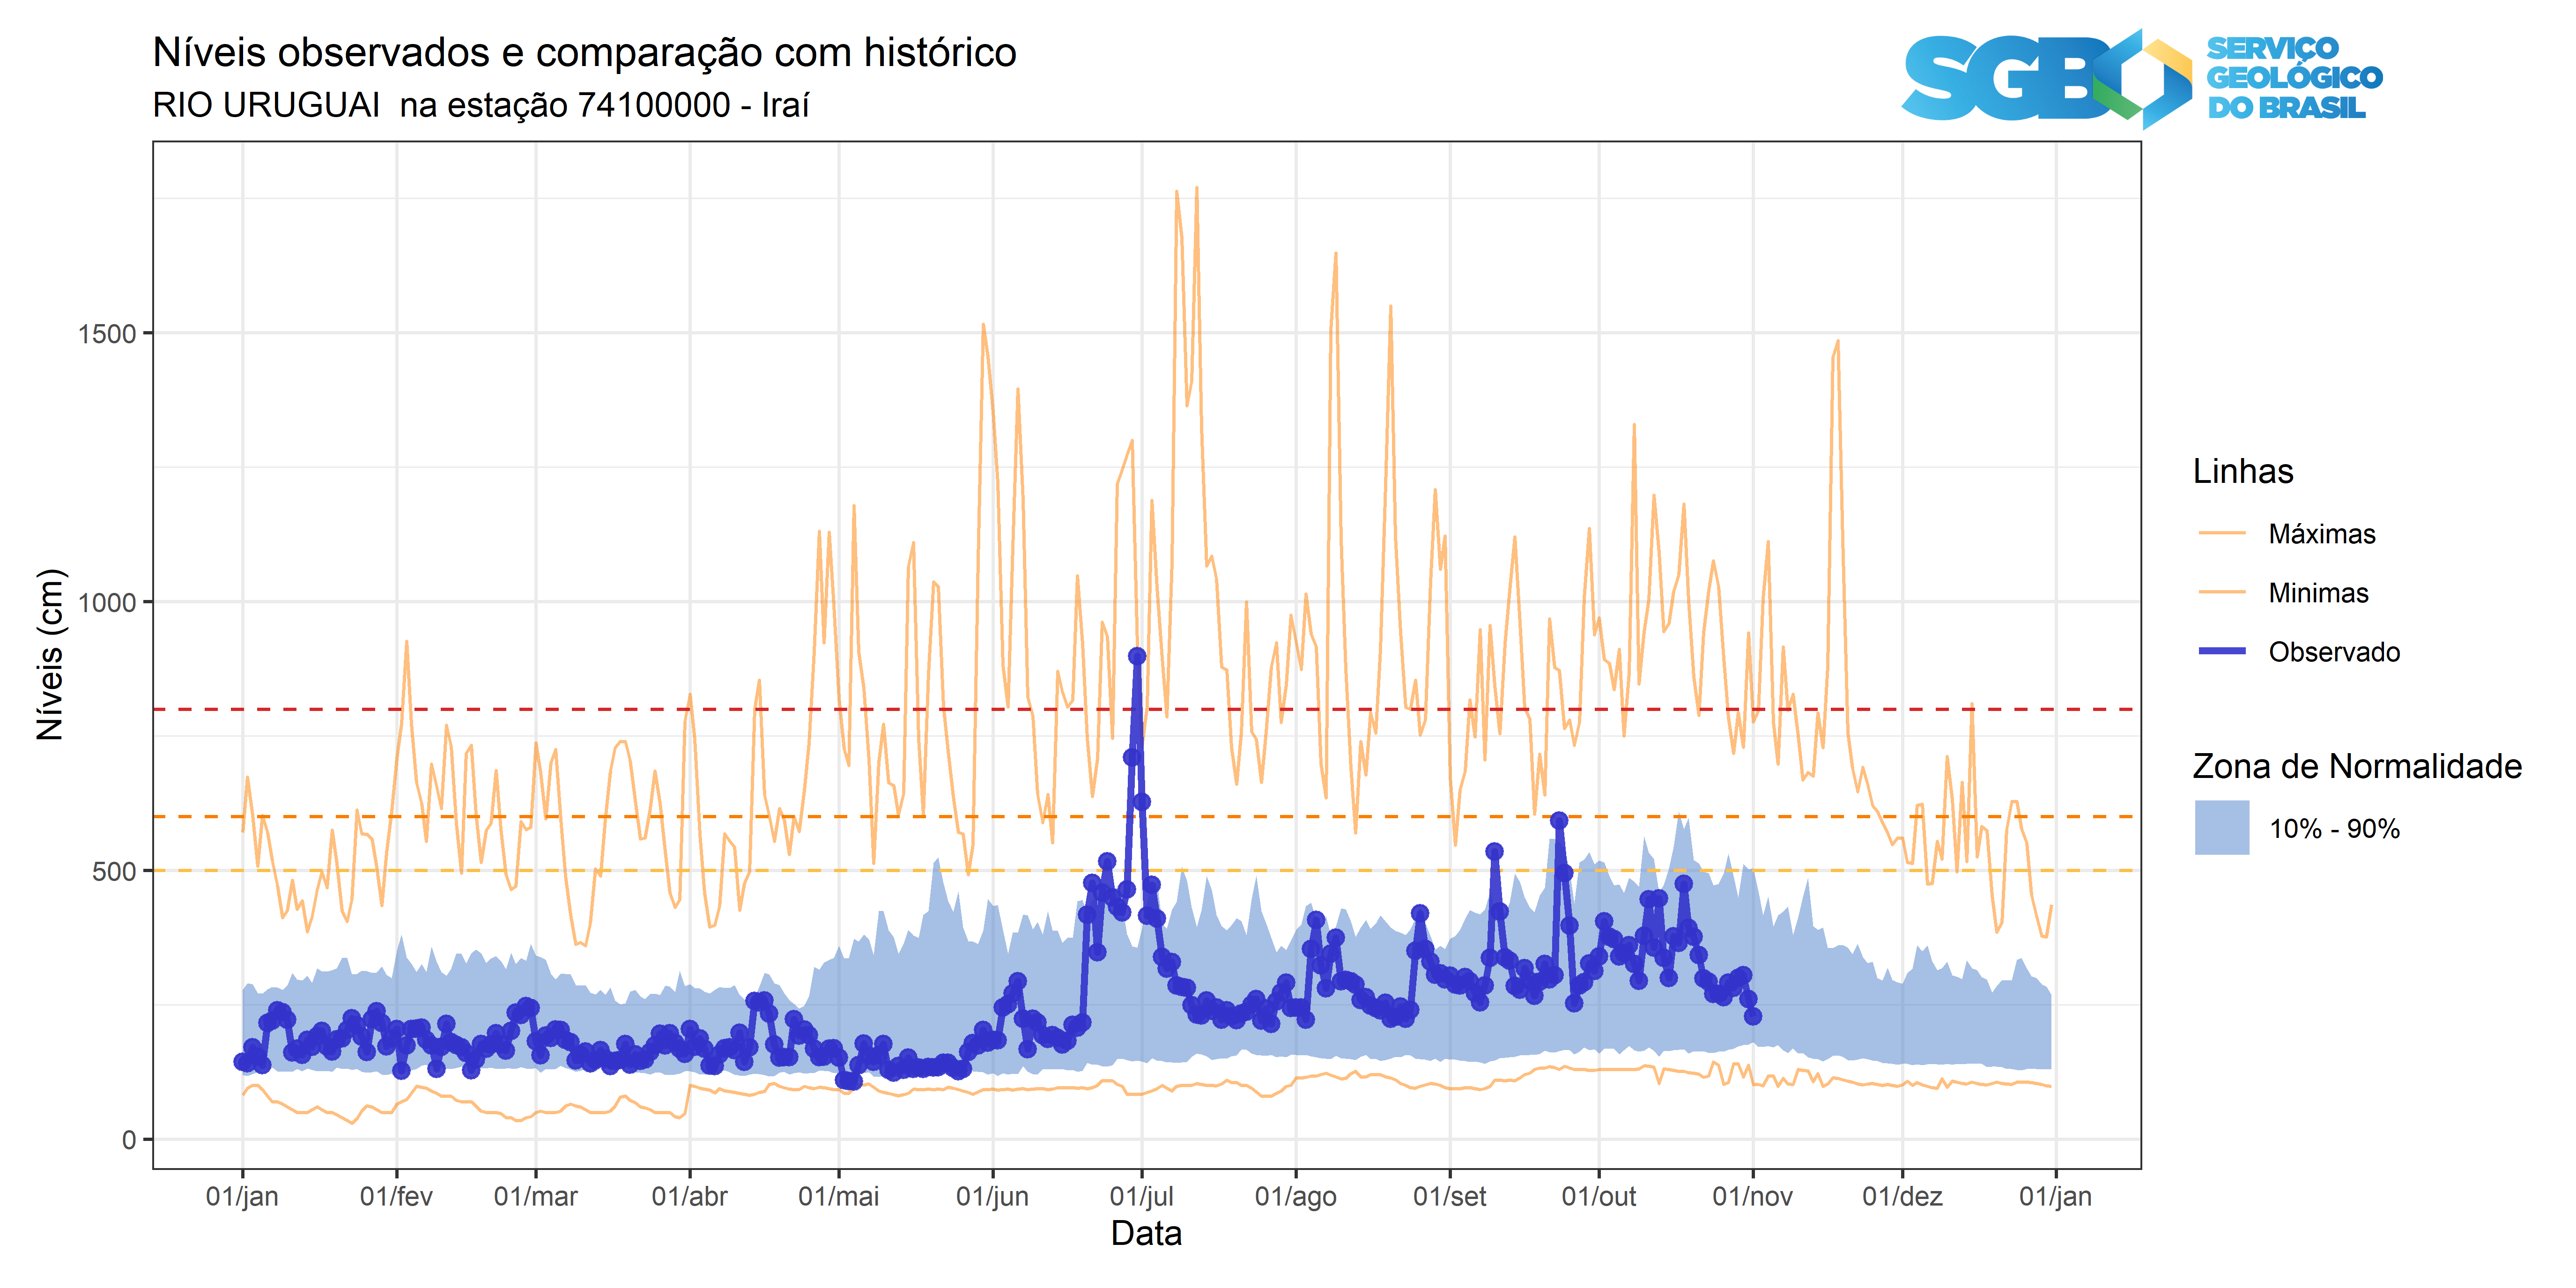 Níveis observados e comparação com histórico
RIO URUGUAI  na estação 74100000 - Iraí
SGB
SERVIÇO
GEOLÓGICO
DO BRASIL
Níveis (cm)
1500
1000
500
0
01/jan
01/fev
01/mar
01/abr
01/mai
01/jun
01/jul
01/ago
01/set
01/out
01/nov
01/dez
01/jan
Data
Linhas
Máximas
Minimas
Observado
Zona de Normalidade
10% - 90%